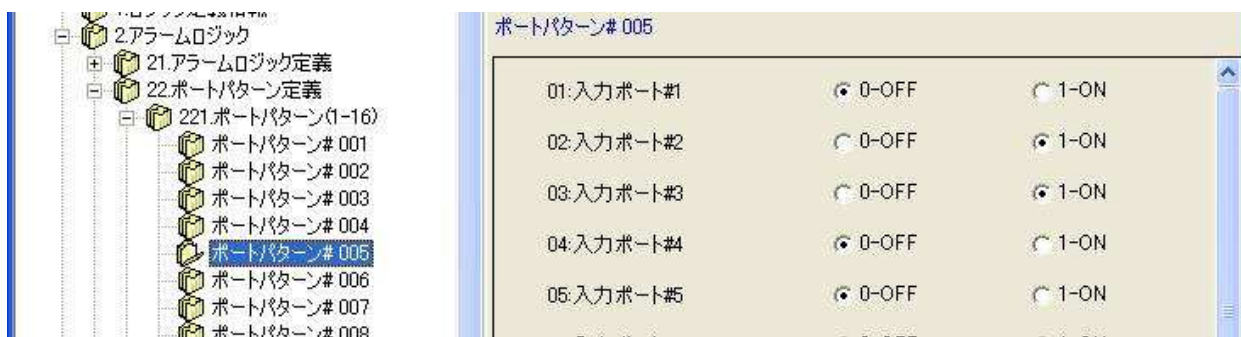 2.アラームロジック
21.アラームロジック定義
22.ポートパターン定義
221.ポートパターン(1-16)
ポートパターン# 001
ポートパターン# 002
ポートパターン# 003
ポートパターン# 004
ポートパターン# 005
ポートパターン# 006
ポートパターン# 007
ポートパターン# 008
ポートパターン# 005
01:入力ポート#1 0-OFF 1-ON
02:入力ポート#2 0-OFF 1-ON
03:入力ポート#3 0-OFF 1-ON
04:入力ポート#4 0-OFF 1-ON
05:入力ポート#5 0-OFF 1-ON